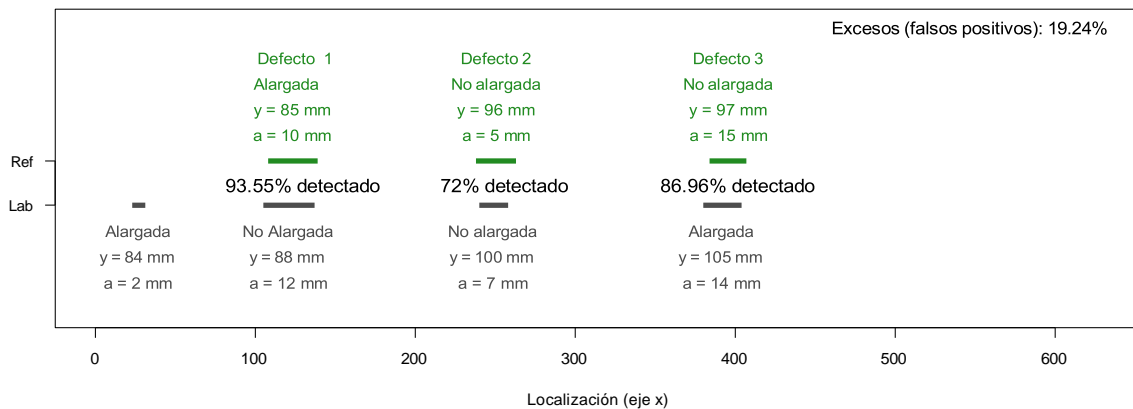 Excesos (falsos positivos): 19.24%
Defecto 1
Alargada
y = 85 mm
a = 10 mm
Defecto 2
No alargada
y = 96 mm
a = 5 mm
Defecto 3
No alargada
y = 97 mm
a = 15 mm
Ref
93.55% detectado
72% detectado
86.96% detectado
Lab
Alargada
y = 84 mm
a = 2 mm
No Alargada
y = 88 mm
a = 12 mm
No alargada
y = 100 mm
a = 7 mm
Alargada
y = 105 mm
a = 14 mm
0 100 200 300 400 500 600
Localización (eje x)